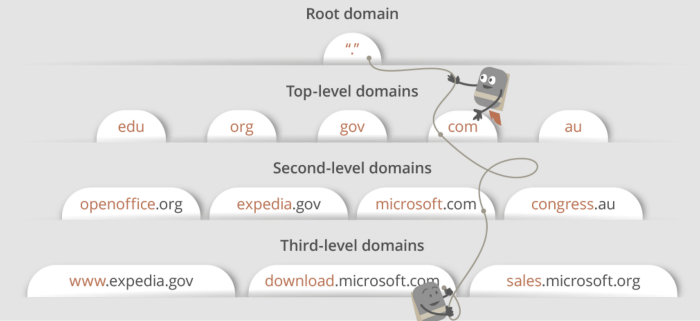 Root domain
“.”
Top-level domains
edu org gov com au
Second-level domains
openoffice.org expedia.gov microsoft.com congress.au
Third-level domains
www.expedia.gov download.microsoft.com sales.microsoft.org